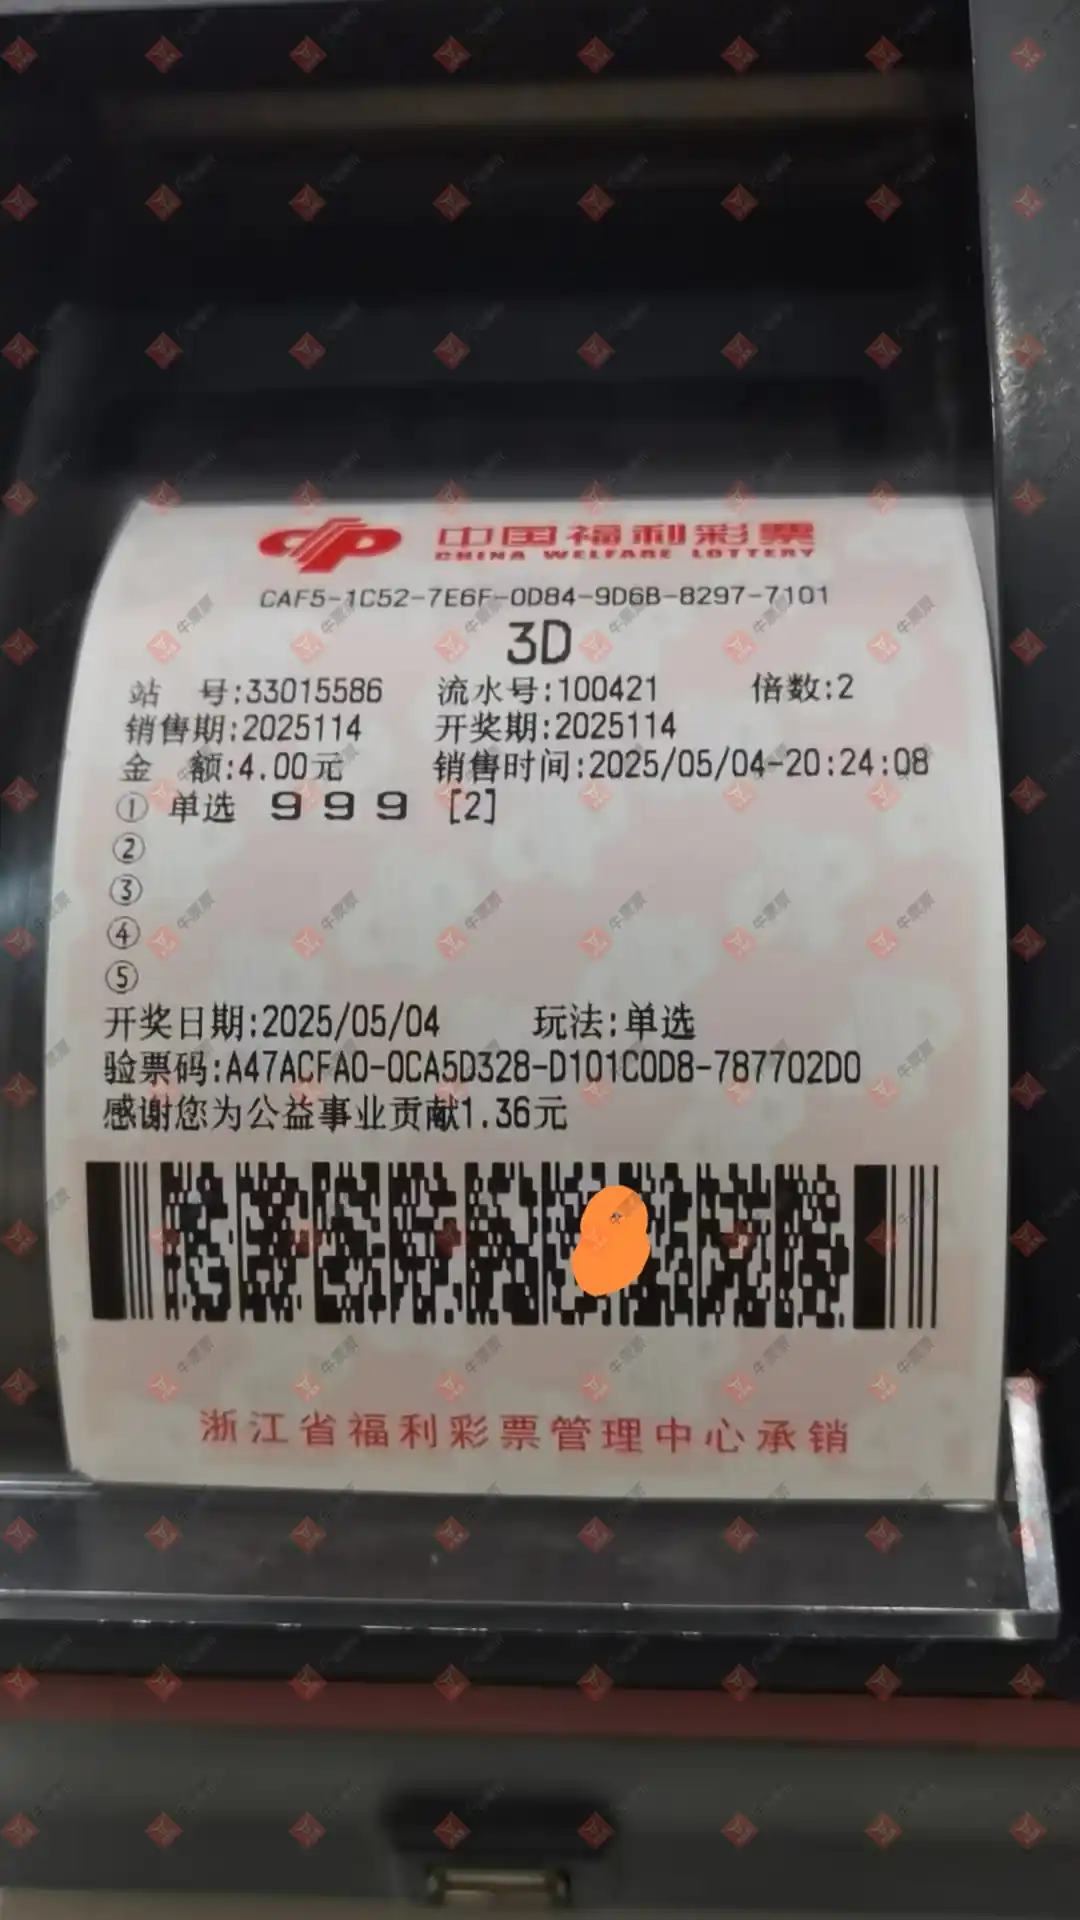 中国福利彩票
CHINA WELFARE LOTTERY
CAF5-1C52-7E6F-0D84-9D6B-8297-7101
3D
站 号:33015586 流水号:100421 倍数:2
销售期:2025114 开奖期:2025114
金 额:4.00元 销售时间:2025/05/04-20:24:08
① 单选 9 9 9 [2]
②
③
④
⑤
开奖日期:2025/05/04 玩法:单选
验票码:A47ACFA0-0CA5D328-D101C0D8-787702D0
感谢您为公益事业贡献1.36元
浙江省福利彩票管理中心承销
牛票票